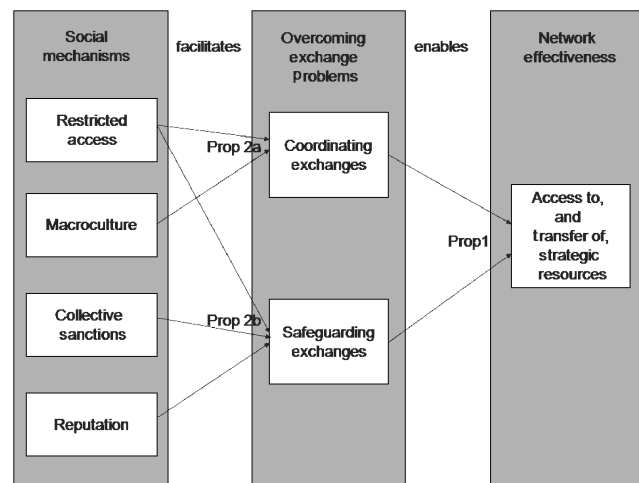 Social
mechanisms
facilitates
Overcoming
exchange
problems
enables
Network
effectiveness
Restricted
access
Prop 2a
Coordinating
exchanges
Macroculture
Access to,
and
transfer of,
strategic
resources
Prop1
Collective
sanctions
Prop 2b
Safeguarding
exchanges
Reputation